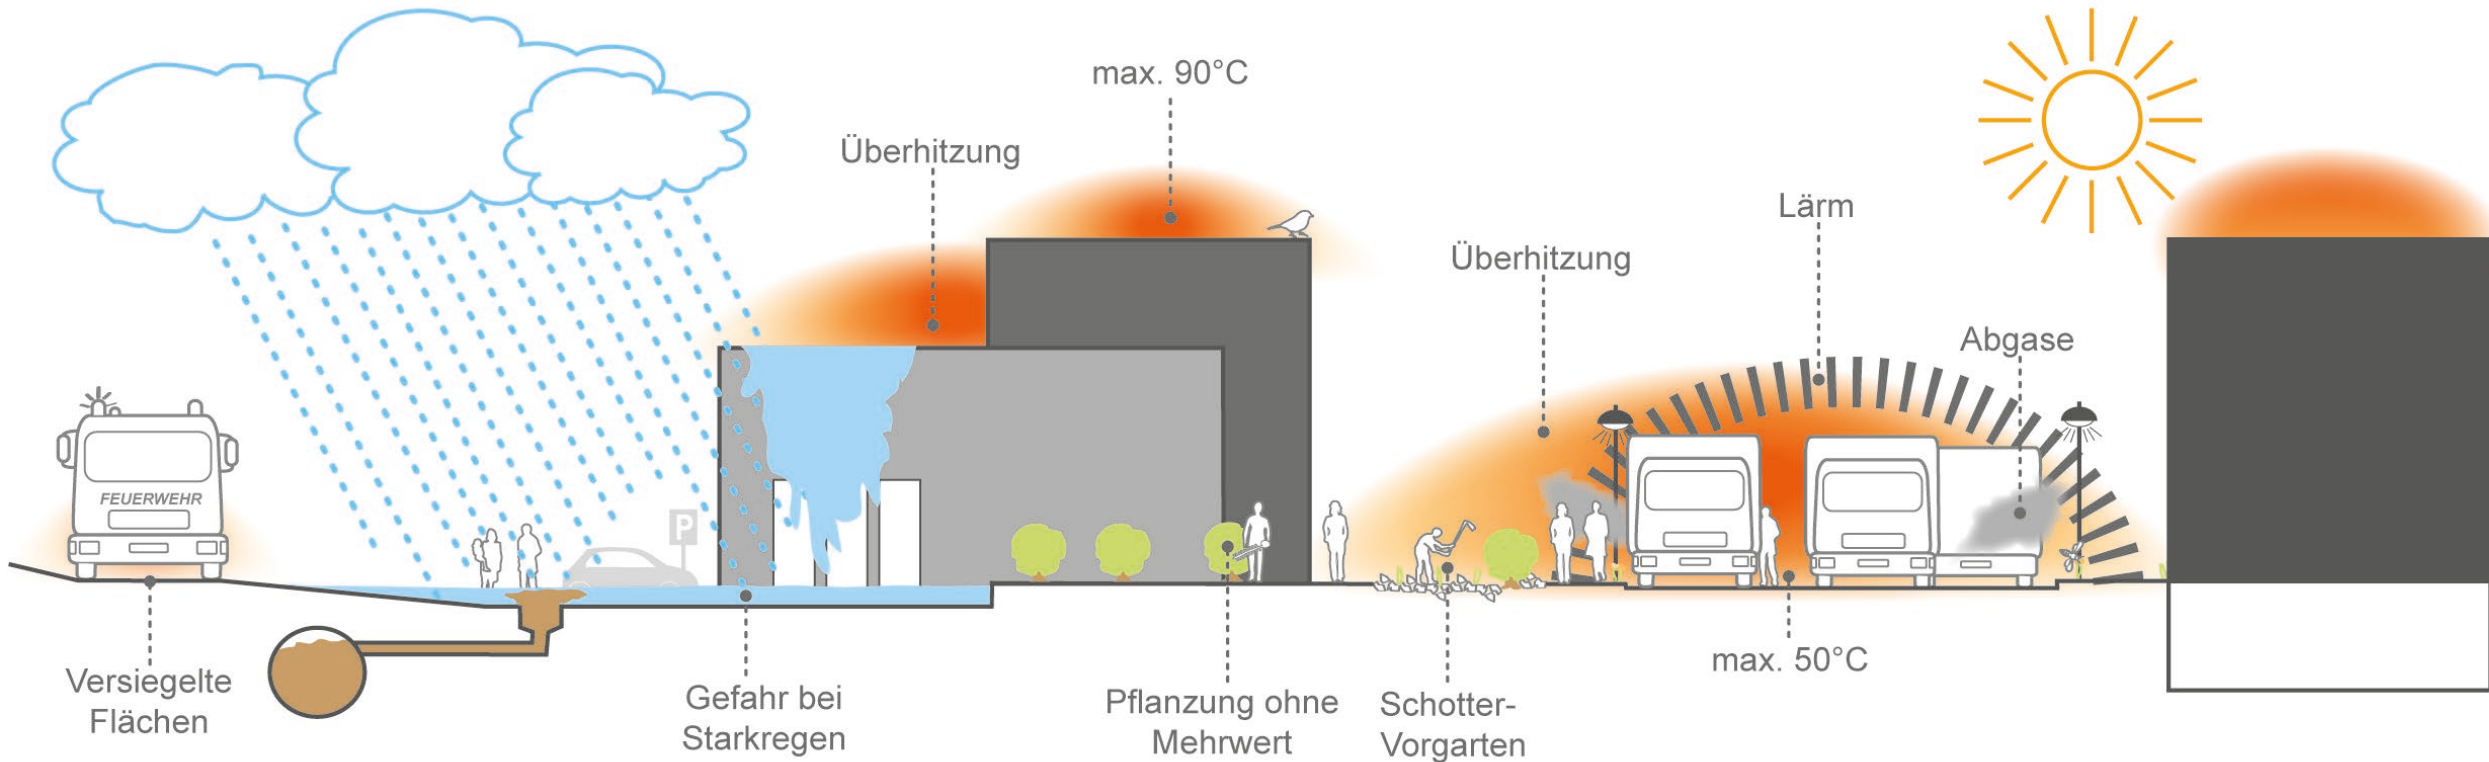 max. 90°C
Überhitzung
Lärm
Überhitzung
Abgase
FEUERWEHR
P
max. 50°C
Versiegelte
Flächen
Gefahr bei
Starkregen
Pflanzung ohne
Mehrwert
Schotter-
Vorgarten